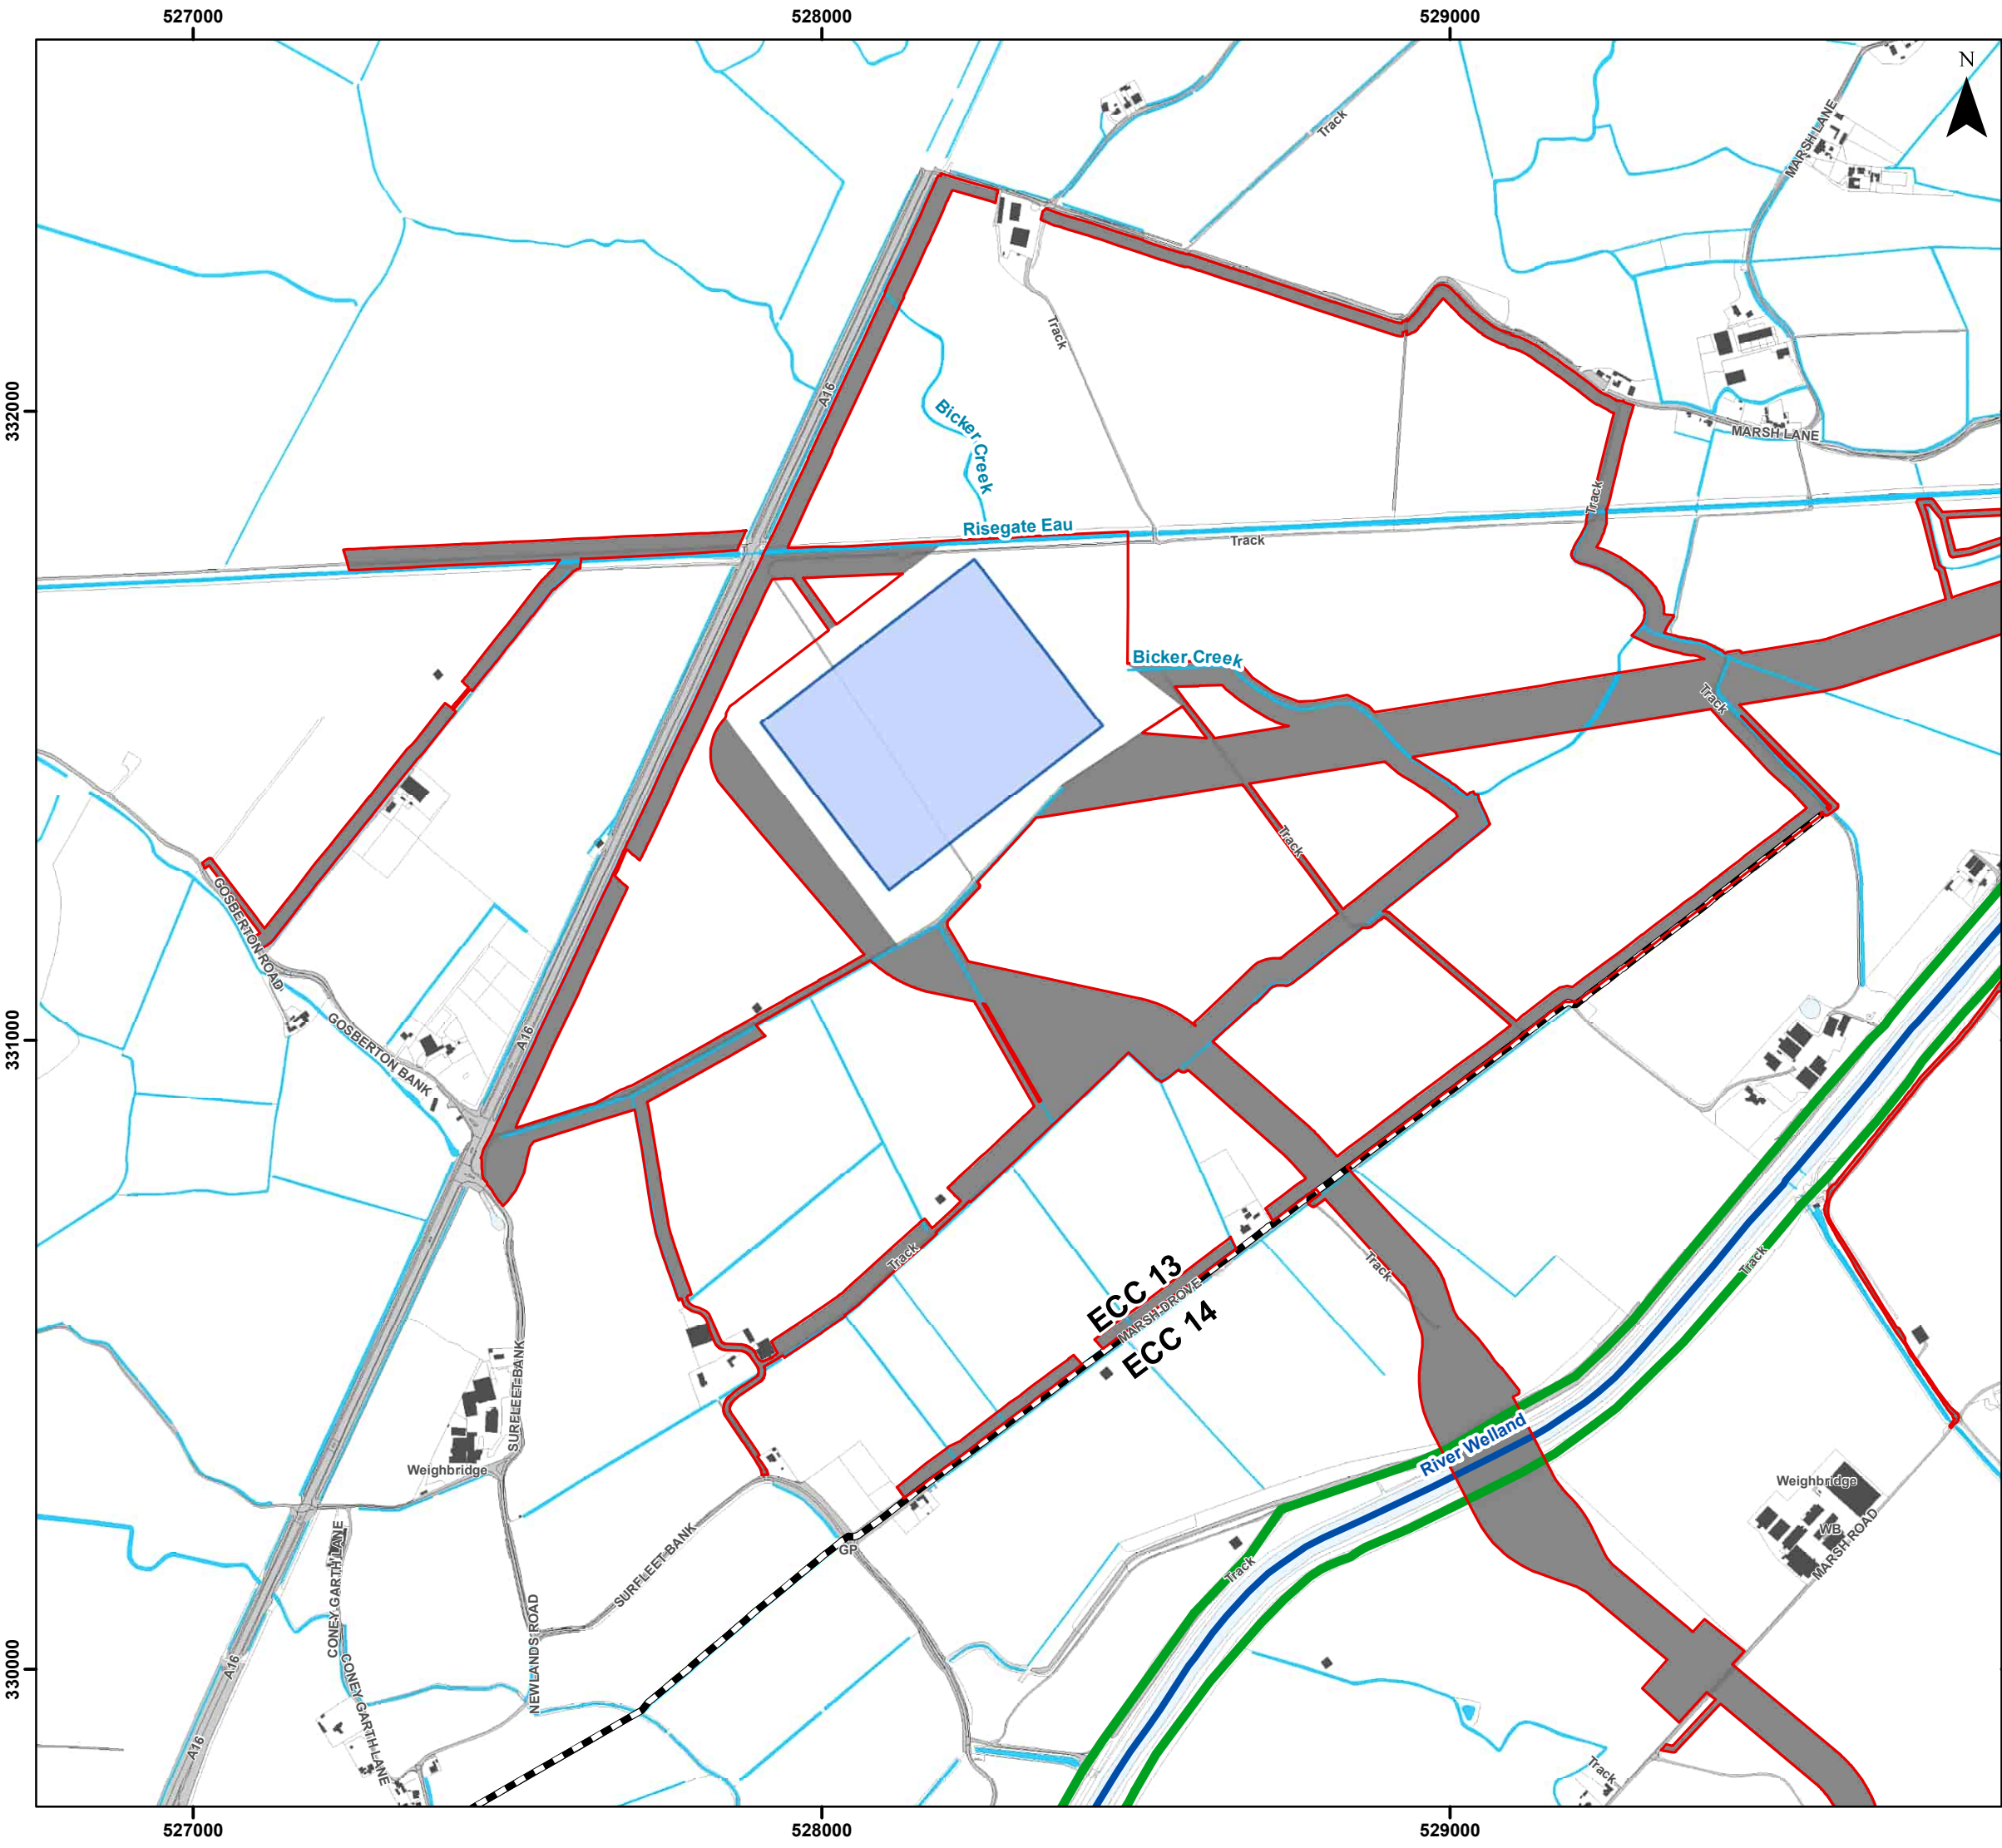 527000
528000
529000
N
MARSH LANE
Track
Track
332000
A16
Bicker Creek
MARSH LANE
Track
Risegate Eau
Track
Bicker Creek
Track
Track
GOSBERTON ROAD
331000
A16
GOSBERTON BANK
Track
ECC 13
MARSH DROVE
ECC 14
Track
Track
SURFLEET BANK
Weighbridge
River Welland
Weighbridge
WB
MARSH ROAD
GP
Track
SURFLEET BANK
CONEY GARTH LANE
NEWLANDS ROAD
330000
A16
CONEY GARTH LANE
A16
Track
527000
528000
529000